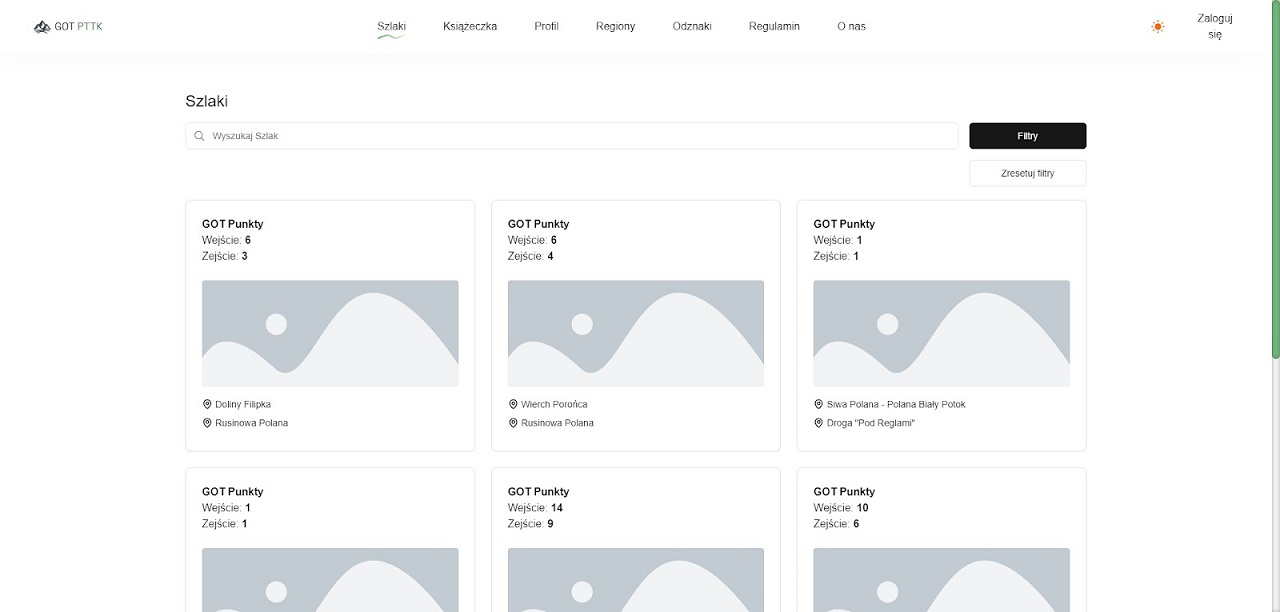 GOT PTTK
Szlaki
Książeczka
Profil
Regiony
Odznaki
Regulamin
O nas
Zaloguj
się
Szlaki
Wyszukaj Szlak
Filtry
Zresetuj filtry
GOT Punkty
Wejście: 6
Zejście: 3
Doliny Filipka
Rusinowa Polana
GOT Punkty
Wejście: 6
Zejście: 4
Wierch Porońca
Rusinowa Polana
GOT Punkty
Wejście: 1
Zejście: 1
Siwa Polana - Polana Biały Potok
Droga "Pod Reglami"
GOT Punkty
Wejście: 1
Zejście: 1
GOT Punkty
Wejście: 14
Zejście: 9
GOT Punkty
Wejście: 10
Zejście: 6